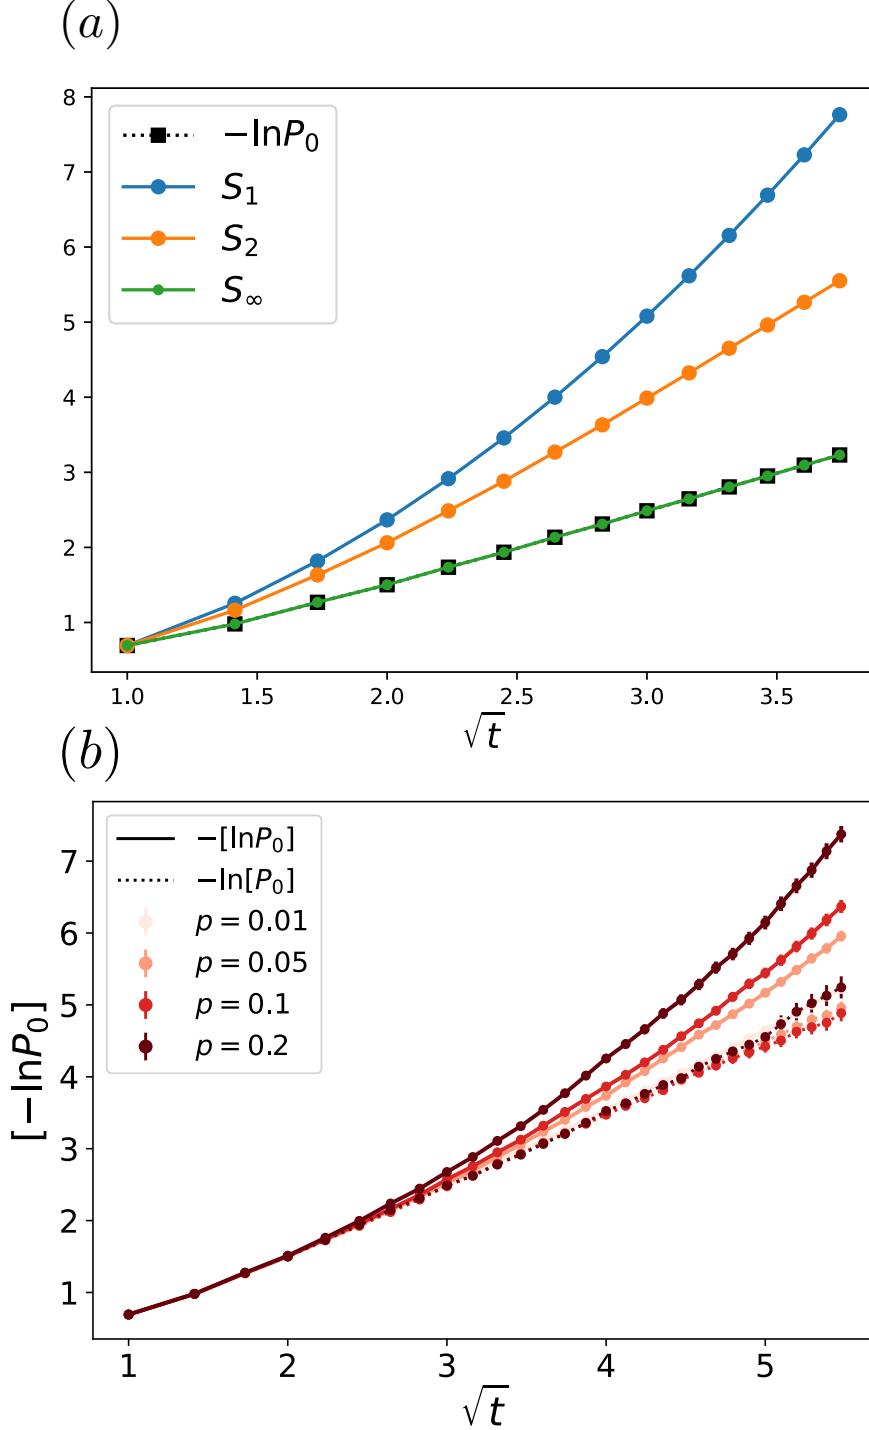 (a)
8
7
6
5
4
3
2
1
−lnP₀
S₁
S₂
S∞
1.0 1.5 2.0 2.5 3.0 3.5
√t
(b)
[−lnP₀]
7
6
5
4
3
2
1
−[lnP₀]
−ln[P₀]
p = 0.01
p = 0.05
p = 0.1
p = 0.2
1 2 3 4 5
√t